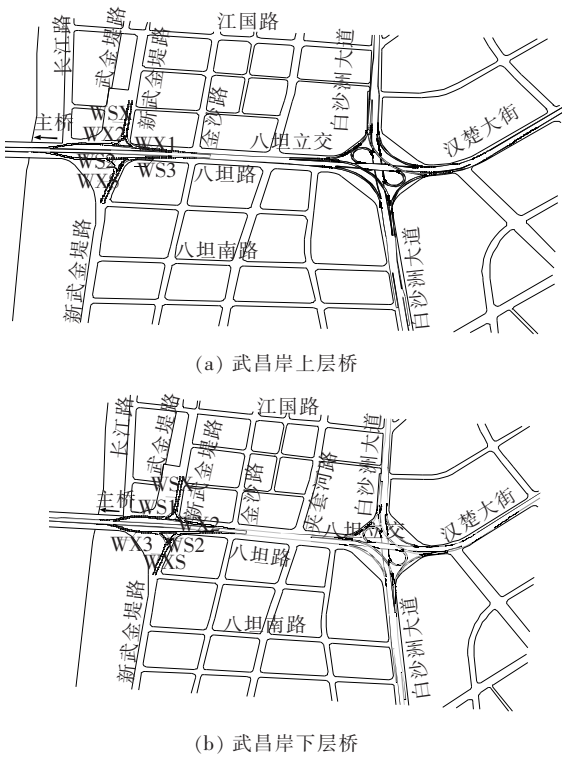 江国路
长江路
武金堤路
新武金堤路
白沙洲大道
主桥
WSX
WX2
WX1
金沙路
八坦立交
汉楚大街
WS2
WS3
WXS
八坦路
八坦南路
新武金堤路
白沙洲大道
(a) 武昌岸上层桥
江国路
长江路
武金堤路
新武金堤路
金沙路
夹套河路
白沙洲大道
主桥
WSX
WS1
WX2
八坦立交
汉楚大街
WX3
WS2
WXS
八坦路
八坦南路
新武金堤路
白沙洲大道
(b) 武昌岸下层桥